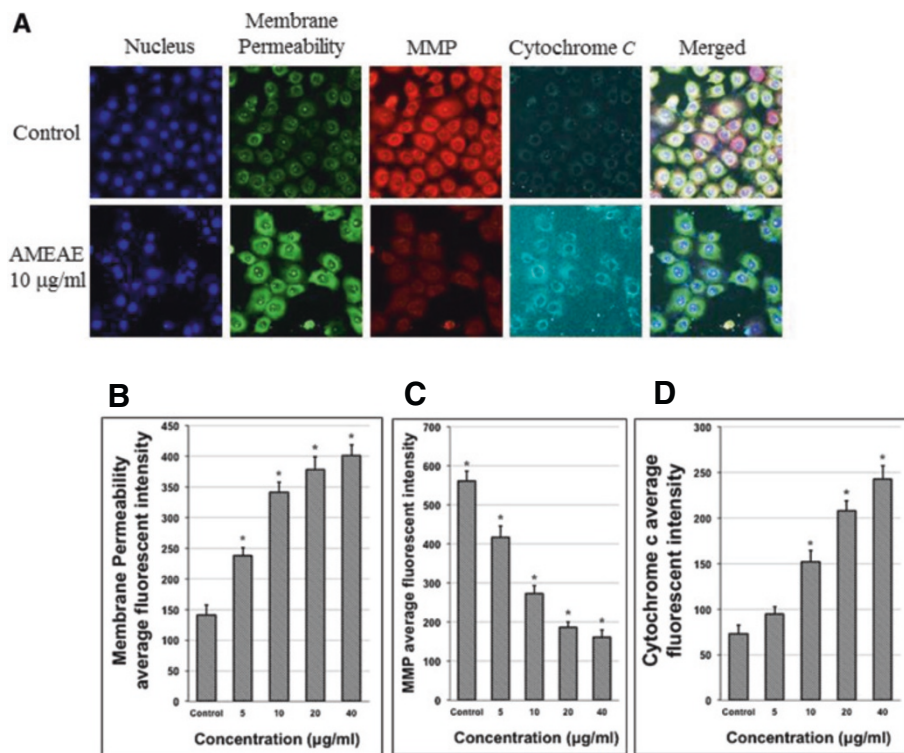 A
Nucleus
Membrane
Permeability
MMP
Cytochrome C
Merged
Control
AMEAE
10 µg/ml
B
Membrane Permeability
average fluorescent intensity
450
400
350
300
250
200
150
100
50
0
*
*
*
*
Control 5 10 20 40
Concentration (µg/ml)
C
MMP average fluorescent intensity
700
600
500
400
300
200
100
0
*
*
*
*
*
Control 5 10 20 40
Concentration (µg/ml)
D
Cytochrome c average
fluorescent intensity
300
250
200
150
100
50
0
*
*
*
Control 5 10 20 40
Concentration (µg/ml)